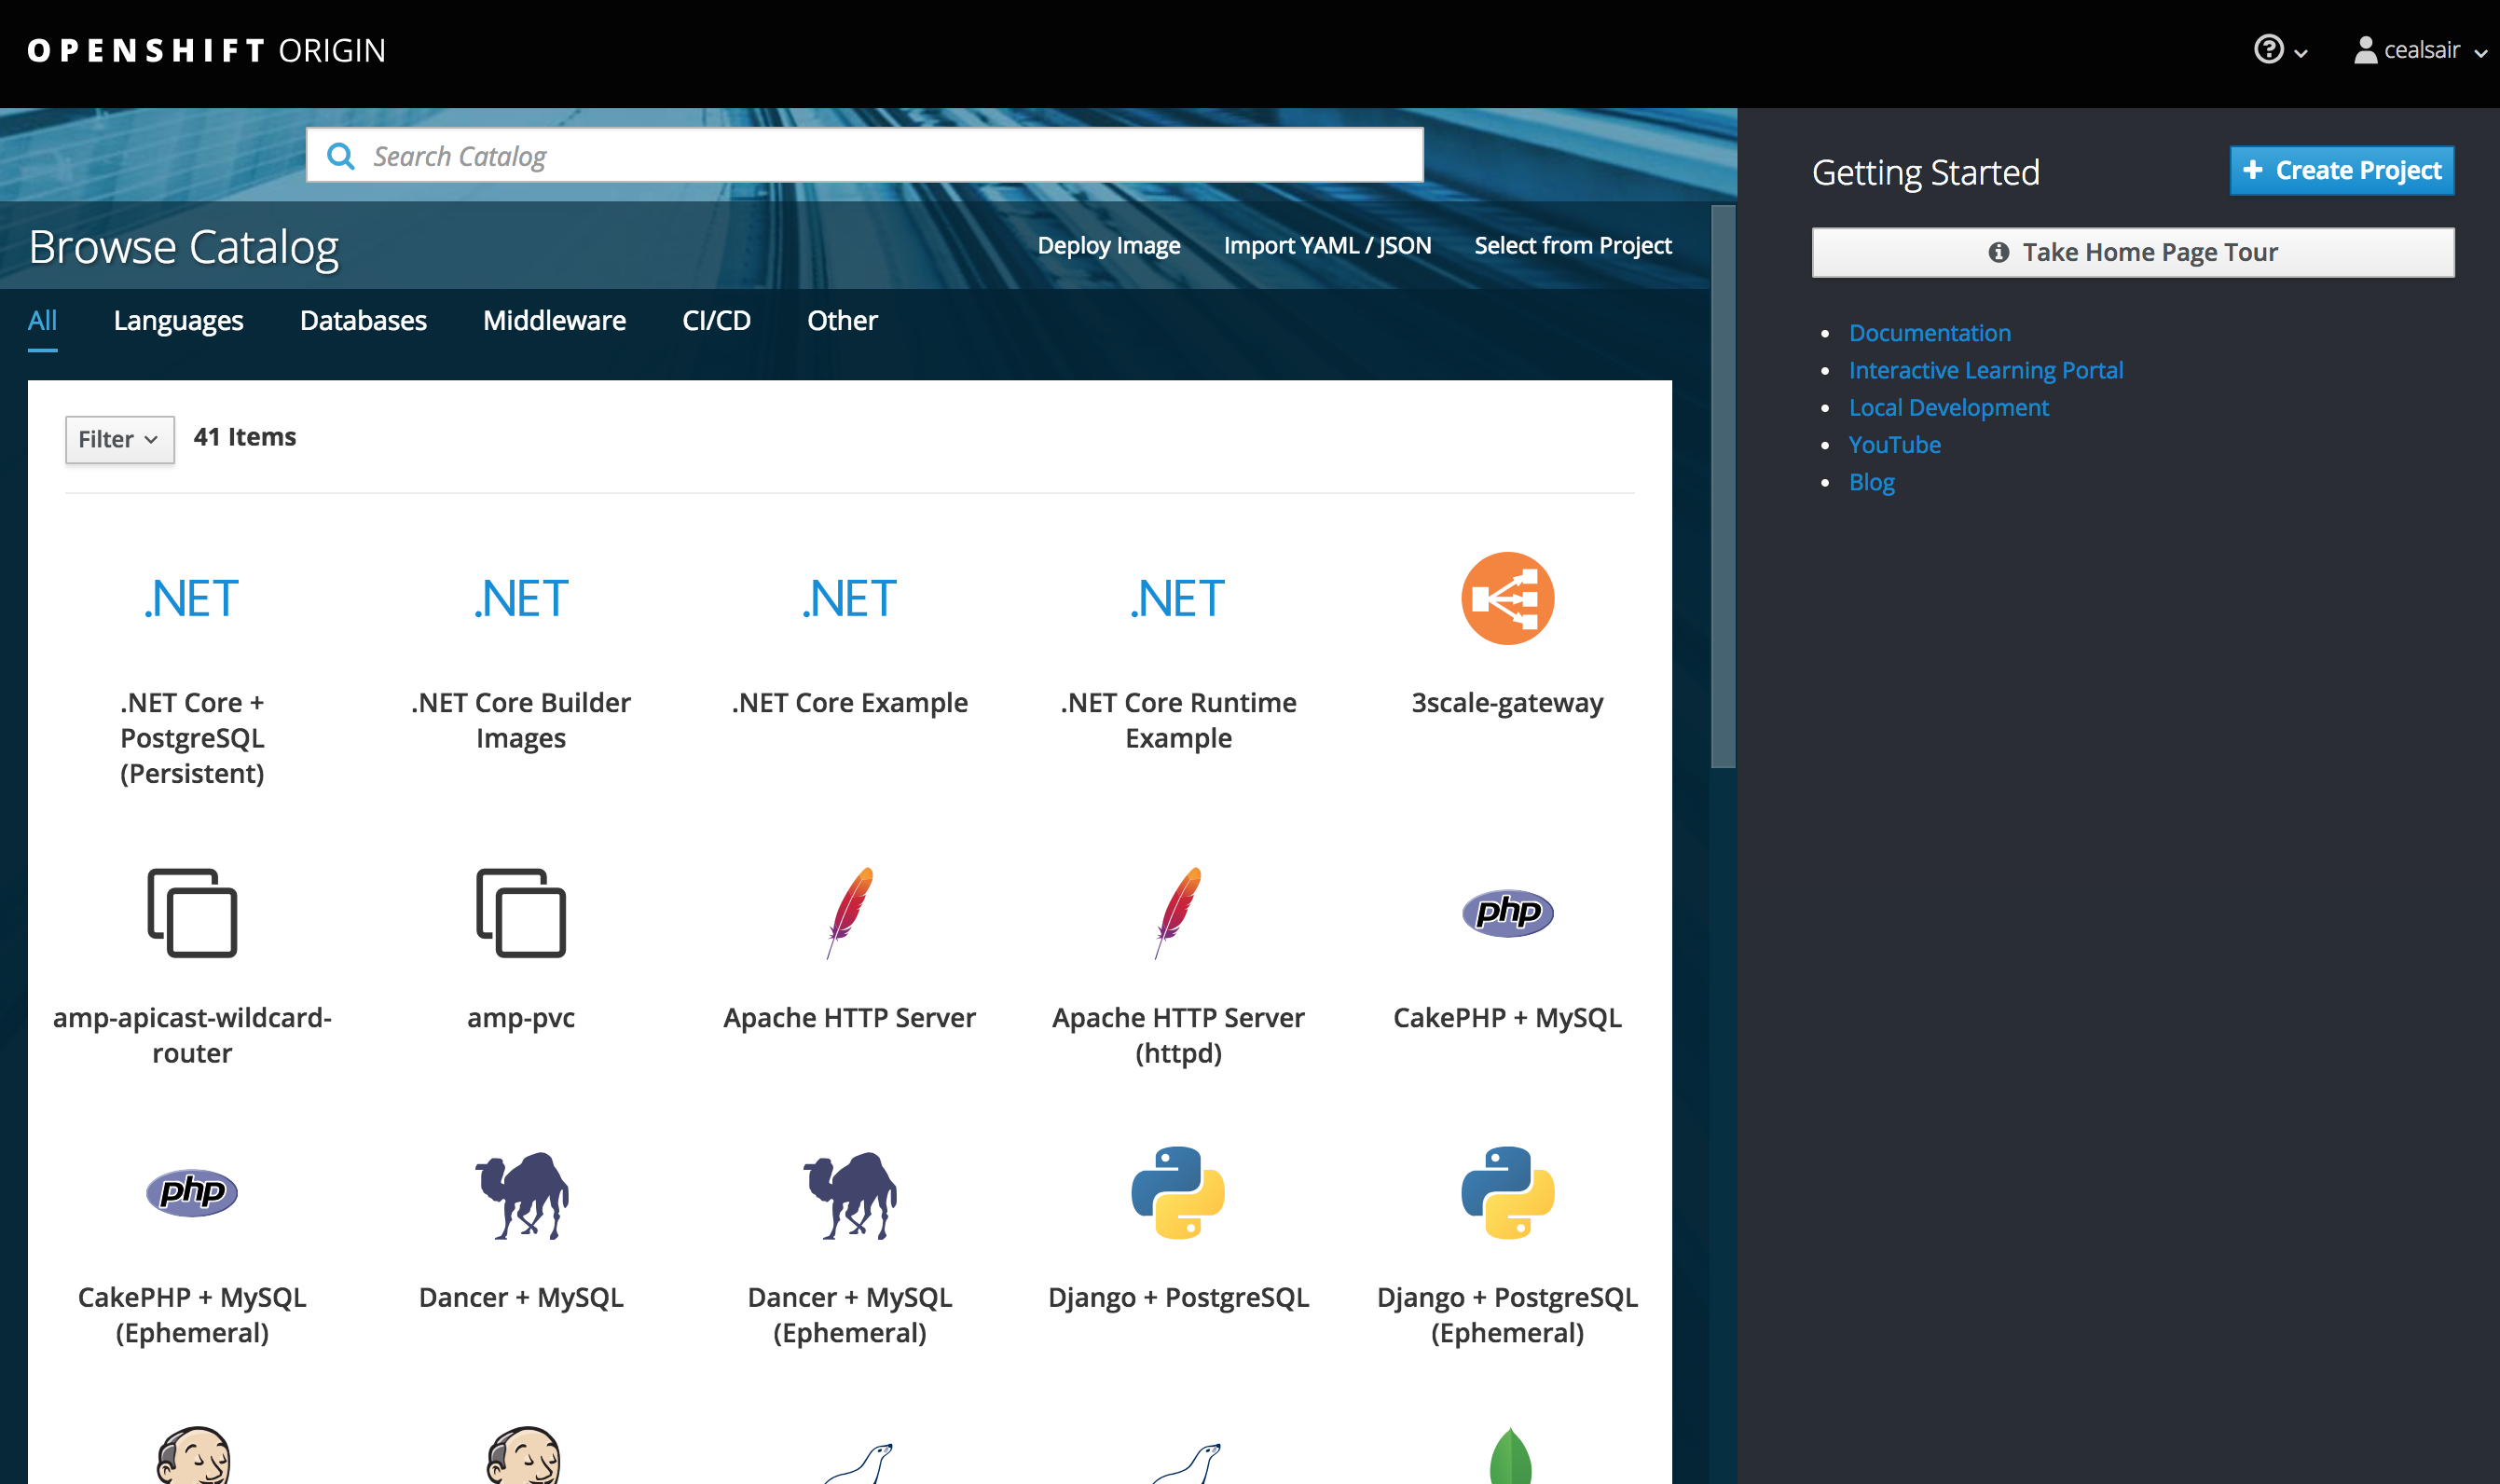 OPENSHIFT ORIGIN
cealsair
Search Catalog
Browse Catalog
Deploy Image
Import YAML / JSON
Select from Project
All
Languages
Databases
Middleware
CI/CD
Other
Filter
41 Items
.NET
.NET
.NET
.NET
.NET Core +
PostgreSQL
(Persistent)
.NET Core Builder
Images
.NET Core Example
.NET Core Runtime
Example
3scale-gateway
php
amp-apicast-wildcard-
router
amp-pvc
Apache HTTP Server
Apache HTTP Server
(httpd)
CakePHP + MySQL
php
CakePHP + MySQL
(Ephemeral)
Dancer + MySQL
Dancer + MySQL
(Ephemeral)
Django + PostgreSQL
Django + PostgreSQL
(Ephemeral)
Getting Started
+ Create Project
Take Home Page Tour
Documentation
Interactive Learning Portal
Local Development
YouTube
Blog